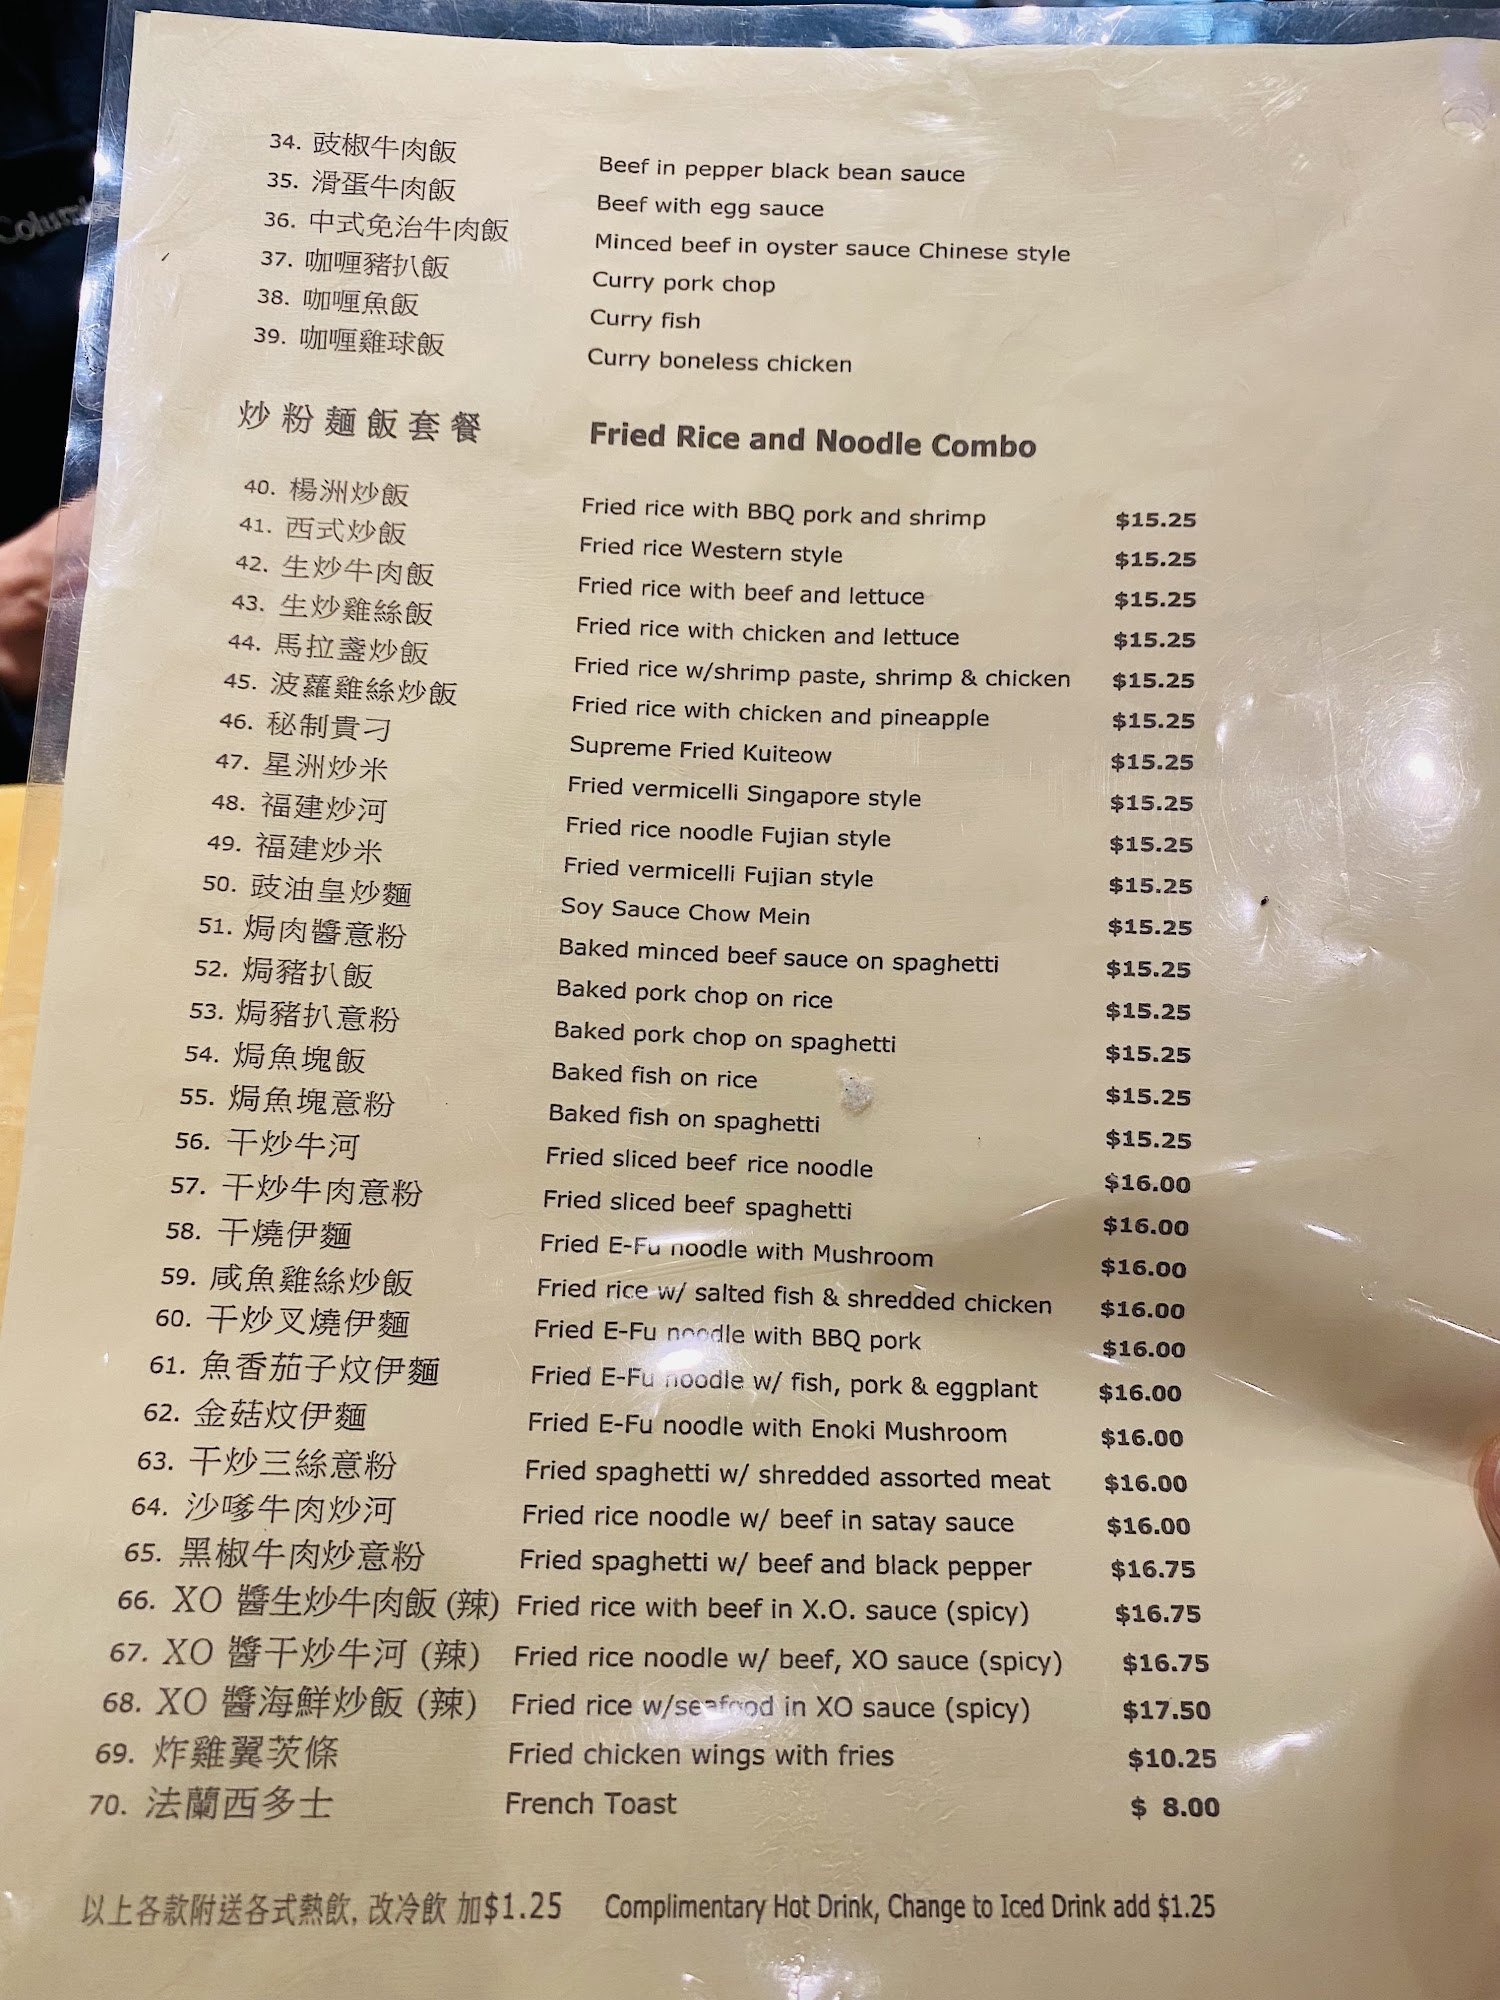 Colum
34. 豉椒牛肉飯 Beef in pepper black bean sauce
35. 滑蛋牛肉飯 Beef with egg sauce
36. 中式免治牛肉飯 Minced beef in oyster sauce Chinese style
37. 咖喱豬扒飯 Curry pork chop
38. 咖喱魚飯 Curry fish
39. 咖喱雞球飯 Curry boneless chicken
炒粉麵飯套餐 Fried Rice and Noodle Combo
40. 楊洲炒飯 Fried rice with BBQ pork and shrimp $15.25
41. 西式炒飯 Fried rice Western style $15.25
42. 生炒牛肉飯 Fried rice with beef and lettuce $15.25
43. 生炒雞絲飯 Fried rice with chicken and lettuce $15.25
44. 馬拉盞炒飯 Fried rice w/shrimp paste, shrimp & chicken $15.25
45. 波蘿雞絲炒飯 Fried rice with chicken and pineapple $15.25
46. 秘制貴刁 Supreme Fried Kuiteow $15.25
47. 星洲炒米 Fried vermicelli Singapore style $15.25
48. 福建炒河 Fried rice noodle Fujian style $15.25
49. 福建炒米 Fried vermicelli Fujian style $15.25
50. 豉油皇炒麵 Soy Sauce Chow Mein $15.25
51. 焗肉醬意粉 Baked minced beef sauce on spaghetti $15.25
52. 焗豬扒飯 Baked pork chop on rice $15.25
53. 焗豬扒意粉 Baked pork chop on spaghetti $15.25
54. 焗魚塊飯 Baked fish on rice $15.25
55. 焗魚塊意粉 Baked fish on spaghetti $15.25
56. 干炒牛河 Fried sliced beef rice noodle $16.00
57. 干炒牛肉意粉 Fried sliced beef spaghetti $16.00
58. 干燒伊麵 Fried E-Fu noodle with Mushroom $16.00
59. 咸魚雞絲炒飯 Fried rice w/ salted fish & shredded chicken $16.00
60. 干炒叉燒伊麵 Fried E-Fu noodle with BBQ pork $16.00
61. 魚香茄子炆伊麵 Fried E-Fu noodle w/ fish, pork & eggplant $16.00
62. 金菇炆伊麵 Fried E-Fu noodle with Enoki Mushroom $16.00
63. 干炒三絲意粉 Fried spaghetti w/ shredded assorted meat $16.00
64. 沙嗲牛肉炒河 Fried rice noodle w/ beef in satay sauce $16.00
65. 黑椒牛肉炒意粉 Fried spaghetti w/ beef and black pepper $16.75
66. XO 醬生炒牛肉飯 (辣) Fried rice with beef in X.O. sauce (spicy) $16.75
67. XO 醬干炒牛河 (辣) Fried rice noodle w/ beef, XO sauce (spicy) $16.75
68. XO 醬海鮮炒飯 (辣) Fried rice w/seafood in XO sauce (spicy) $17.50
69. 炸雞翼茨條 Fried chicken wings with fries $10.25
70. 法蘭西多士 French Toast $ 8.00
以上各款附送各式熱飲, 改冷飲 加$1.25 Complimentary Hot Drink, Change to Iced Drink add $1.25